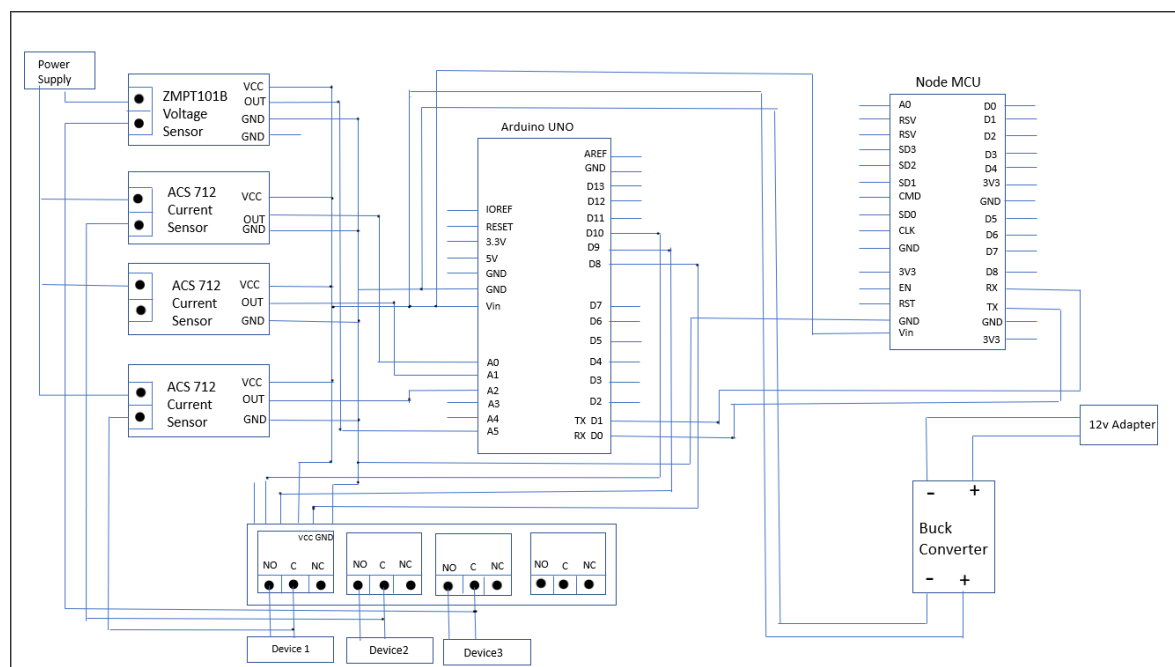 Power
Supply
ZMPT101B
Voltage
Sensor
VCC
OUT
GND
GND
ACS 712
Current
Sensor
VCC
OUT
GND
ACS 712
Current
Sensor
VCC
OUT
GND
ACS 712
Current
Sensor
VCC
OUT
GND
Arduino UNO
IOREF
RESET
3.3V
5V
GND
GND
Vin
A0
A1
A2
A3
A4
A5
AREF
GND
D13
D12
D11
D10
D9
D8
D7
D6
D5
D4
D3
D2
TX D1
RX D0
Node MCU
A0
RSV
RSV
SD3
SD2
SD1
CMD
SD0
CLK
GND
3V3
EN
RST
GND
Vin
D0
D1
D2
D3
D4
3V3
GND
D5
D6
D7
D8
RX
TX
GND
3V3
12v Adapter
- +
Buck
Converter
- +
VCC GND
NO C NC
NO C NC
NO C NC
NO C NC
Device 1
Device2
Device3